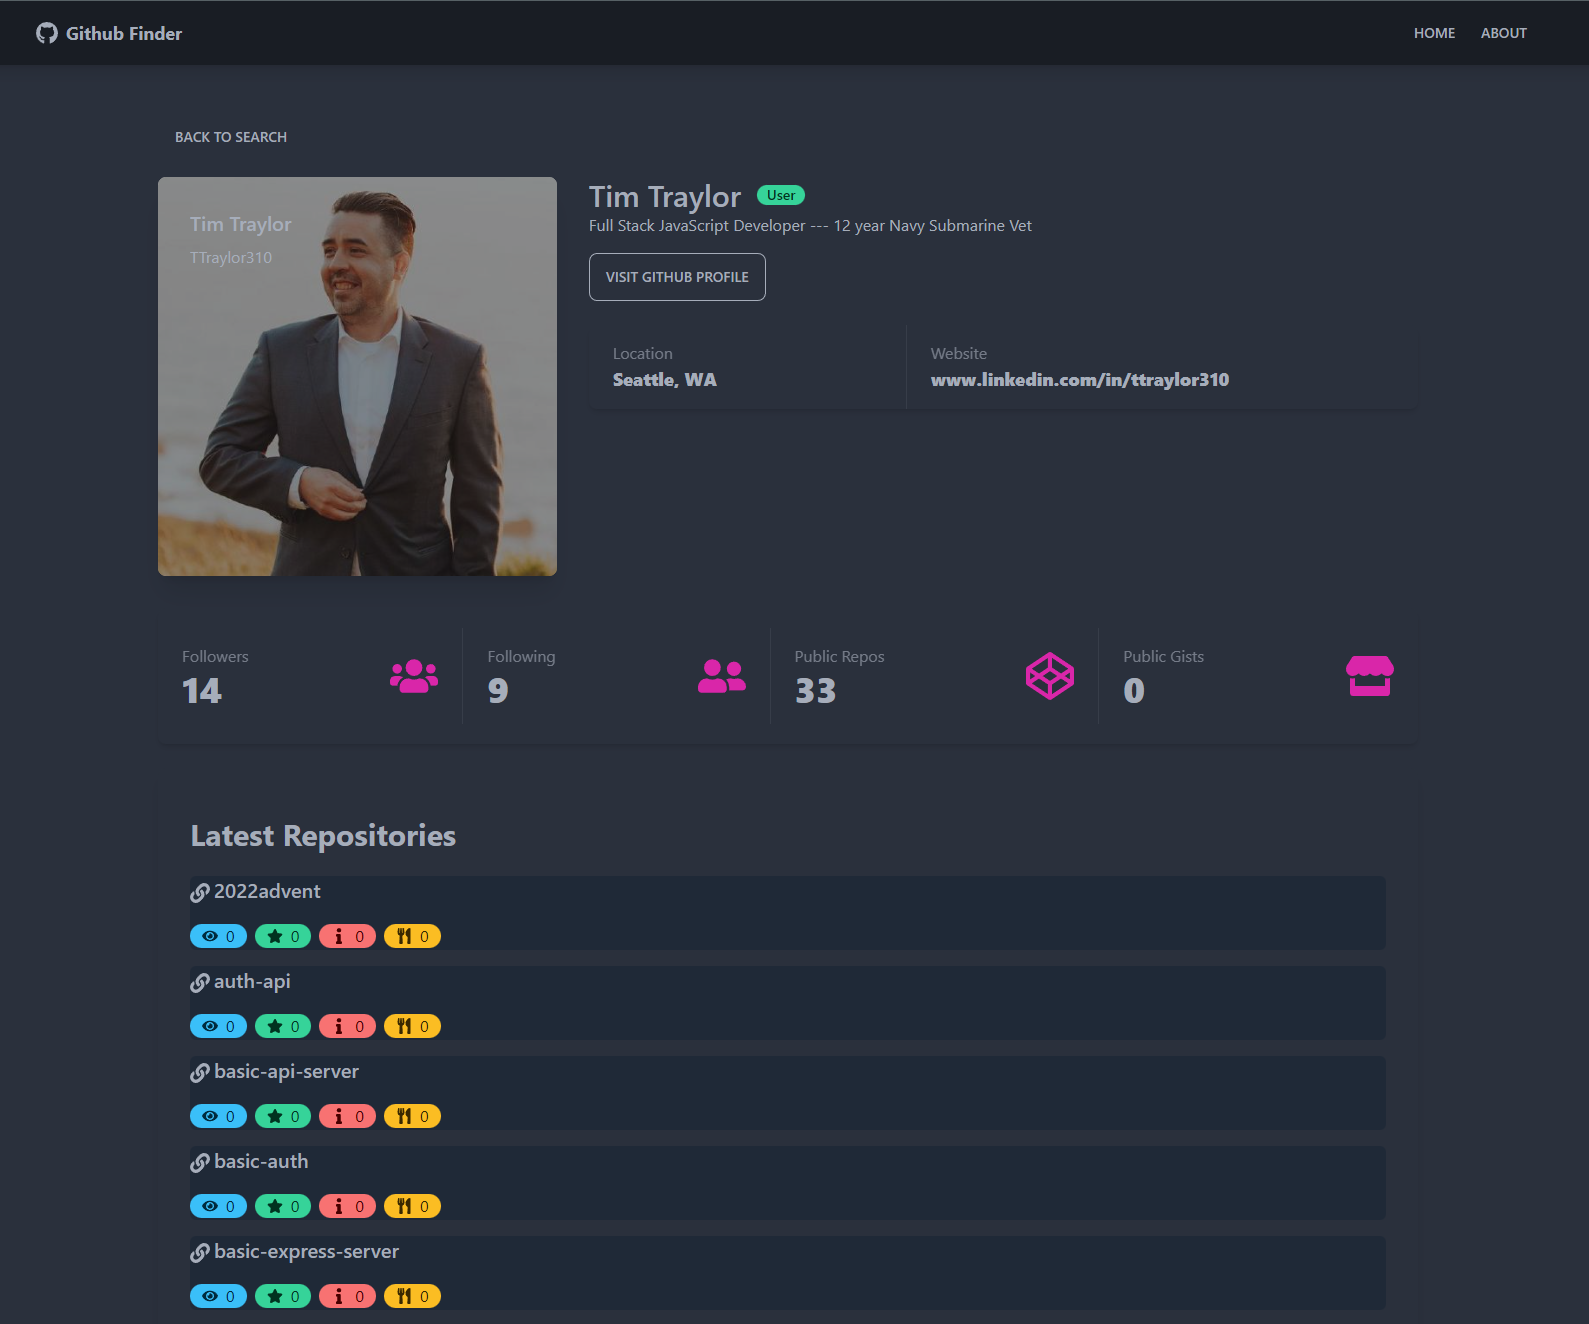 Github Finder
HOME
ABOUT
BACK TO SEARCH
Tim Traylor
TTraylor310
Tim Traylor User
Full Stack JavaScript Developer --- 12 year Navy Submarine Vet
VISIT GITHUB PROFILE
Location
Seattle, WA
Website
www.linkedin.com/in/ttraylor310
Followers
14
Following
9
Public Repos
33
Public Gists
0
Latest Repositories
2022advent
0 0 0 0
auth-api
0 0 0 0
basic-api-server
0 0 0 0
basic-auth
0 0 0 0
basic-express-server
0 0 0 0